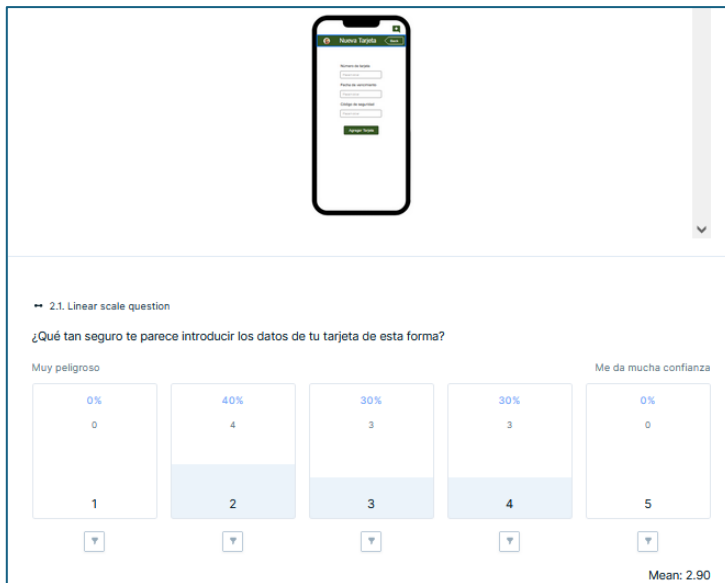 Nueva Tarjeta
Número de tarjeta
Fecha de vencimiento
Código de seguridad
Agregar Tarjeta
2.1. Linear scale question
¿Qué tan seguro te parece introducir los datos de tu tarjeta de esta forma?
Muy peligroso Me da mucha confianza
0% 40% 30% 30% 0%
0 4 3 3 0
1 2 3 4 5
Mean: 2.90